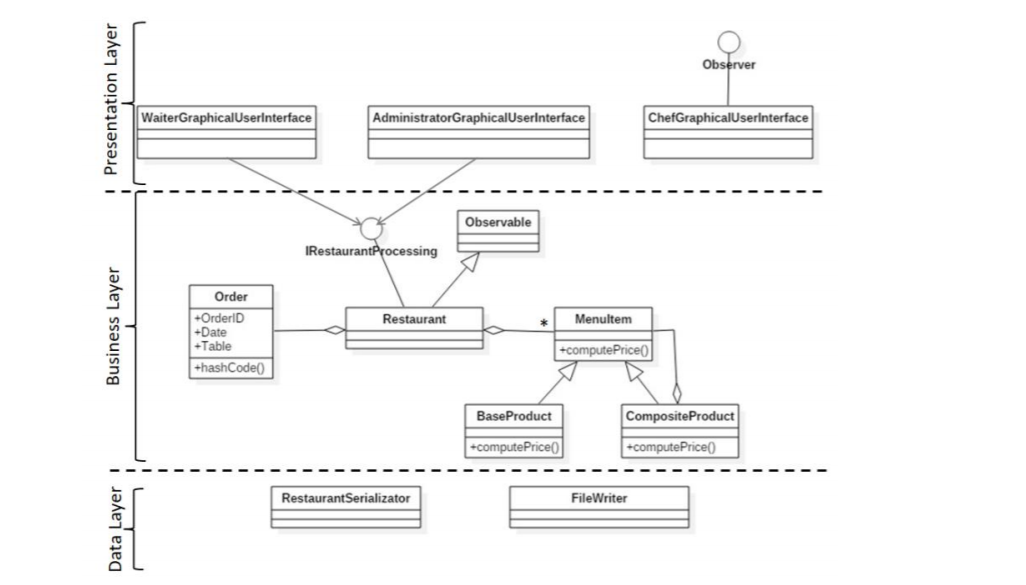 Presentation Layer
Observer
WaiterGraphicalUserInterface
AdministratorGraphicalUserInterface
ChefGraphicalUserInterface
Business Layer
Observable
IRestaurantProcessing
Order
+OrderID
+Date
+Table
+hashCode()
Restaurant
*
MenuItem
+computePrice()
BaseProduct
+computePrice()
CompositeProduct
+computePrice()
Data Layer
RestaurantSerializator
FileWriter